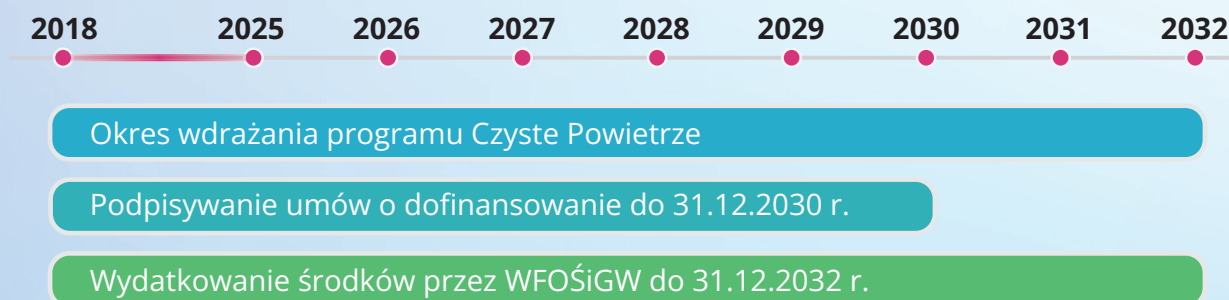 2018 2025 2026 2027 2028 2029 2030 2031 2032
Okres wdrażania programu Czyste Powietrze
Podpisywanie umów o dofinansowanie do 31.12.2030 r.
Wydatkowanie środków przez WFOŚiGW do 31.12.2032 r.